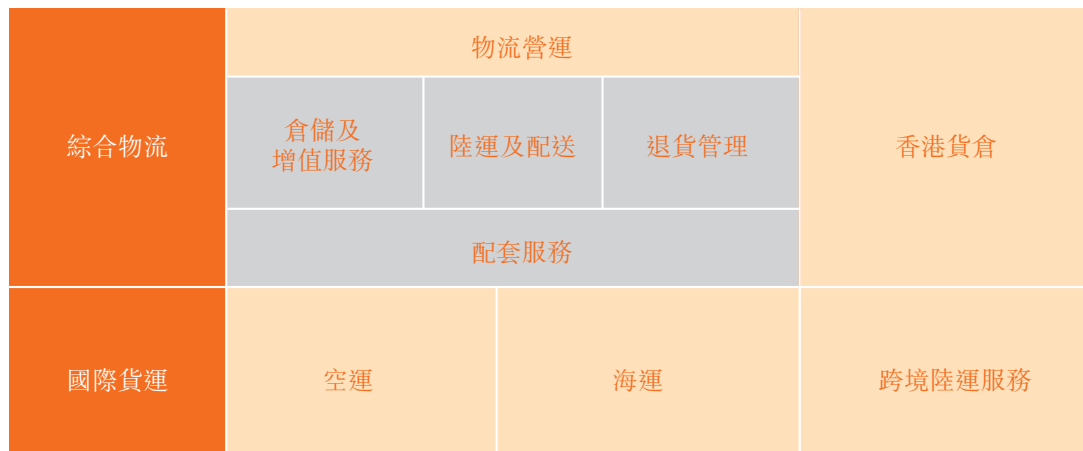 綜合物流
物流營運
倉儲及
增值服務
陸運及配送
退貨管理
配套服務
香港貨倉
國際貨運
空運
海運
跨境陸運服務